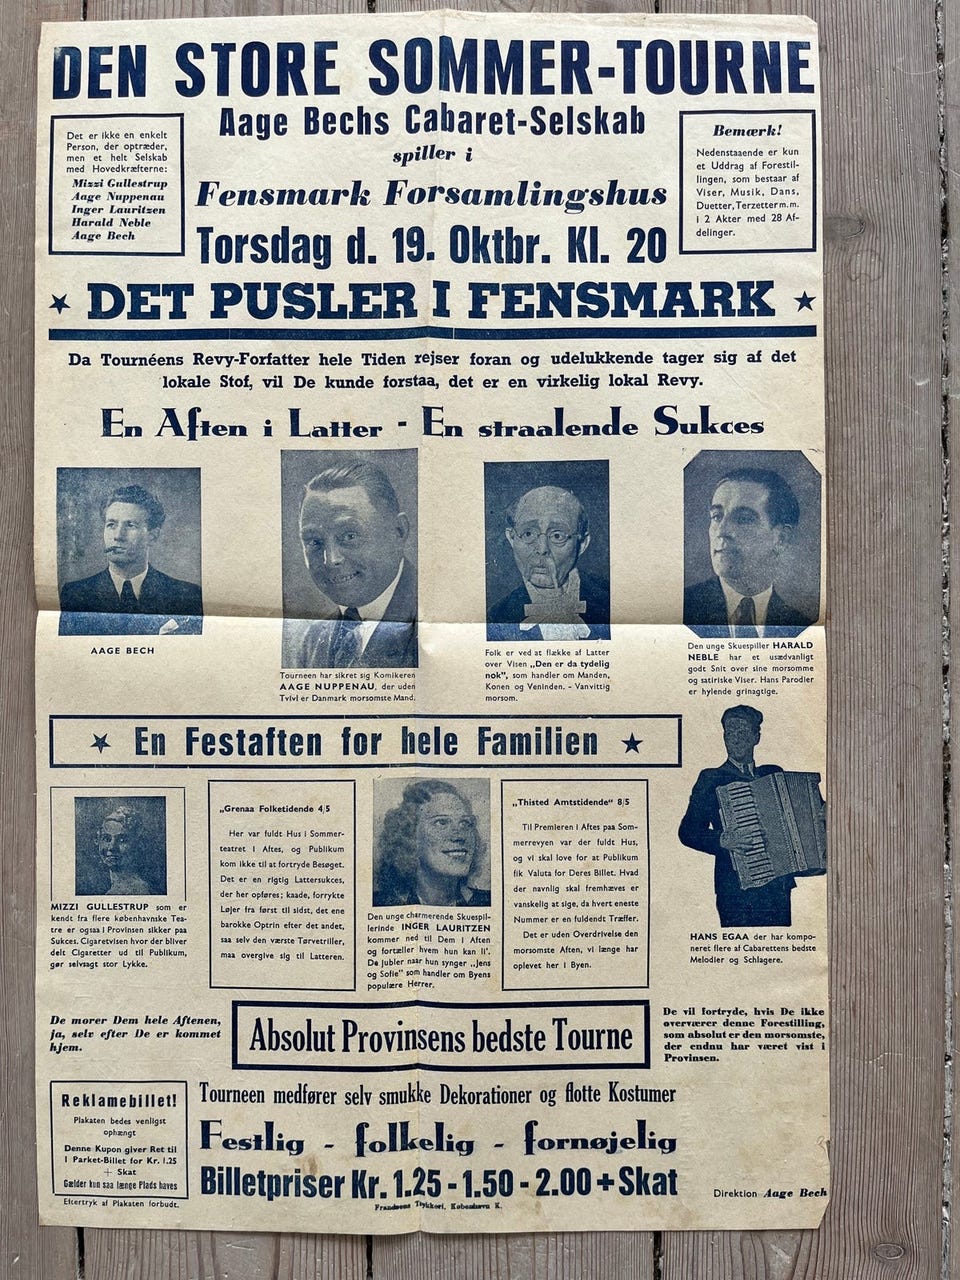 DEN STORE SOMMER-TOURNE
Aage Bechs Cabaret-Selskab
spiller i
Fensmark Forsamlingshus
Torsdag d. 19. Oktbr. Kl. 20
Det er ikke en enkelt
Person, der optræder,
men et helt Selskab
med Hovedkræfterne:
Mizzi Gullestrup
Aage Nuppenau
Inger Lauritzen
Harald Neble
Aage Bech
Bemærk!
Nedenstaaende er kun
et Uddrag af Forestil-
lingen, som bestaar af
Viser, Musik, Dans,
Duetter, Terzetter m. m.
i 2 Akter med 28 Af-
delinger.
★ DET PUSLER I FENSMARK ★
Da Tournéens Revy-Forfatter hele Tiden rejser foran og udelukkende tager sig af det
lokale Stof, vil De kunde forstaa, det er en virkelig lokal Revy.
En Aften i Latter - En straalende Sukces
AAGE BECH
Tourneen har sikret sig Komikeren
AAGE NUPPENAU, der uden
Tvivl er Danmark morsomste Mand.
Folk er ved at flække af Latter
over Visen „Den er da tydelig
nok", som handler om Manden,
Konen og Veninden. - Vanvittig
morsom.
Den unge Skuespiller HARALD
NEBLE har et usædvanligt
godt Snit over sine morsomme
og satiriske Viser. Hans Parodier
er hylende grinagtige.
★ En Festaften for hele Familien ★
MIZZI GULLESTRUP som er
kendt fra flere københavnske Tea-
tre er ogsaa i Provinsen sikker paa
Sukces. Cigaretvisen hvor der bliver
delt Cigaretter ud til Publikum,
gør selvsagt stor Lykke.
„Grenaa Folketidende 4/5
Her var fuldt Hus i Sommer-
teatret i Aftes, og Publikum
kom ikke til at fortryde Besøget.
Det er en rigtig Lattersukces,
der her opføres; kaade, forrykte
Løjer fra først til sidst, det ene
barokke Optrin efter det andet,
saa selv den værste Tørvetriller,
maa overgive sig til Latteren.
Den unge charmerende Skuespil-
lerinde INGER LAURITZEN
kommer ned til Dem i Aften
og fortæller hvem hun kan li'.
De jubler naar hun synger „Jens
og Sofie" som handler om Byens
populære Herrer.
„Thisted Amtstidende" 8/5
Til Premieren i Aftes paa Som-
merrevyen var der fuldt Hus,
og vi skal love for at Publikum
fik Valuta for Deres Billet. Hvad
der navnlig skal fremhæves er
vanskelig at sige, da hvert eneste
Nummer er en fuldendt Træffer.
Det er uden Overdrivelse den
morsomste Aften, vi længe har
oplevet her i Byen.
HANS EGAA der har kompo-
neret flere af Cabarettens bedste
Melodier og Schlagere.
De morer Dem hele Aftenen,
ja, selv efter De er kommet
hjem.
Absolut Provinsens bedste Tourne
De vil fortryde, hvis De ikke
overværer denne Forestilling,
som absolut er den morsomste,
der endnu har været vist i
Provinsen.
Reklamebillet!
Plakaten bedes venligst
ophængt
Denne Kupon giver Ret til
1 Parket-Billet for Kr. 1.25
+ Skat
Gælder kun saa længe Plads haves
Eftertryk af Plakaten forbudt.
Tourneen medfører selv smukke Dekorationer og flotte Kostumer
Festlig - folkelig - fornøjelig
Billetpriser Kr. 1.25 - 1.50 - 2.00 + Skat
Frandsens Trykkeri, København K.
Direktion Aage Bech